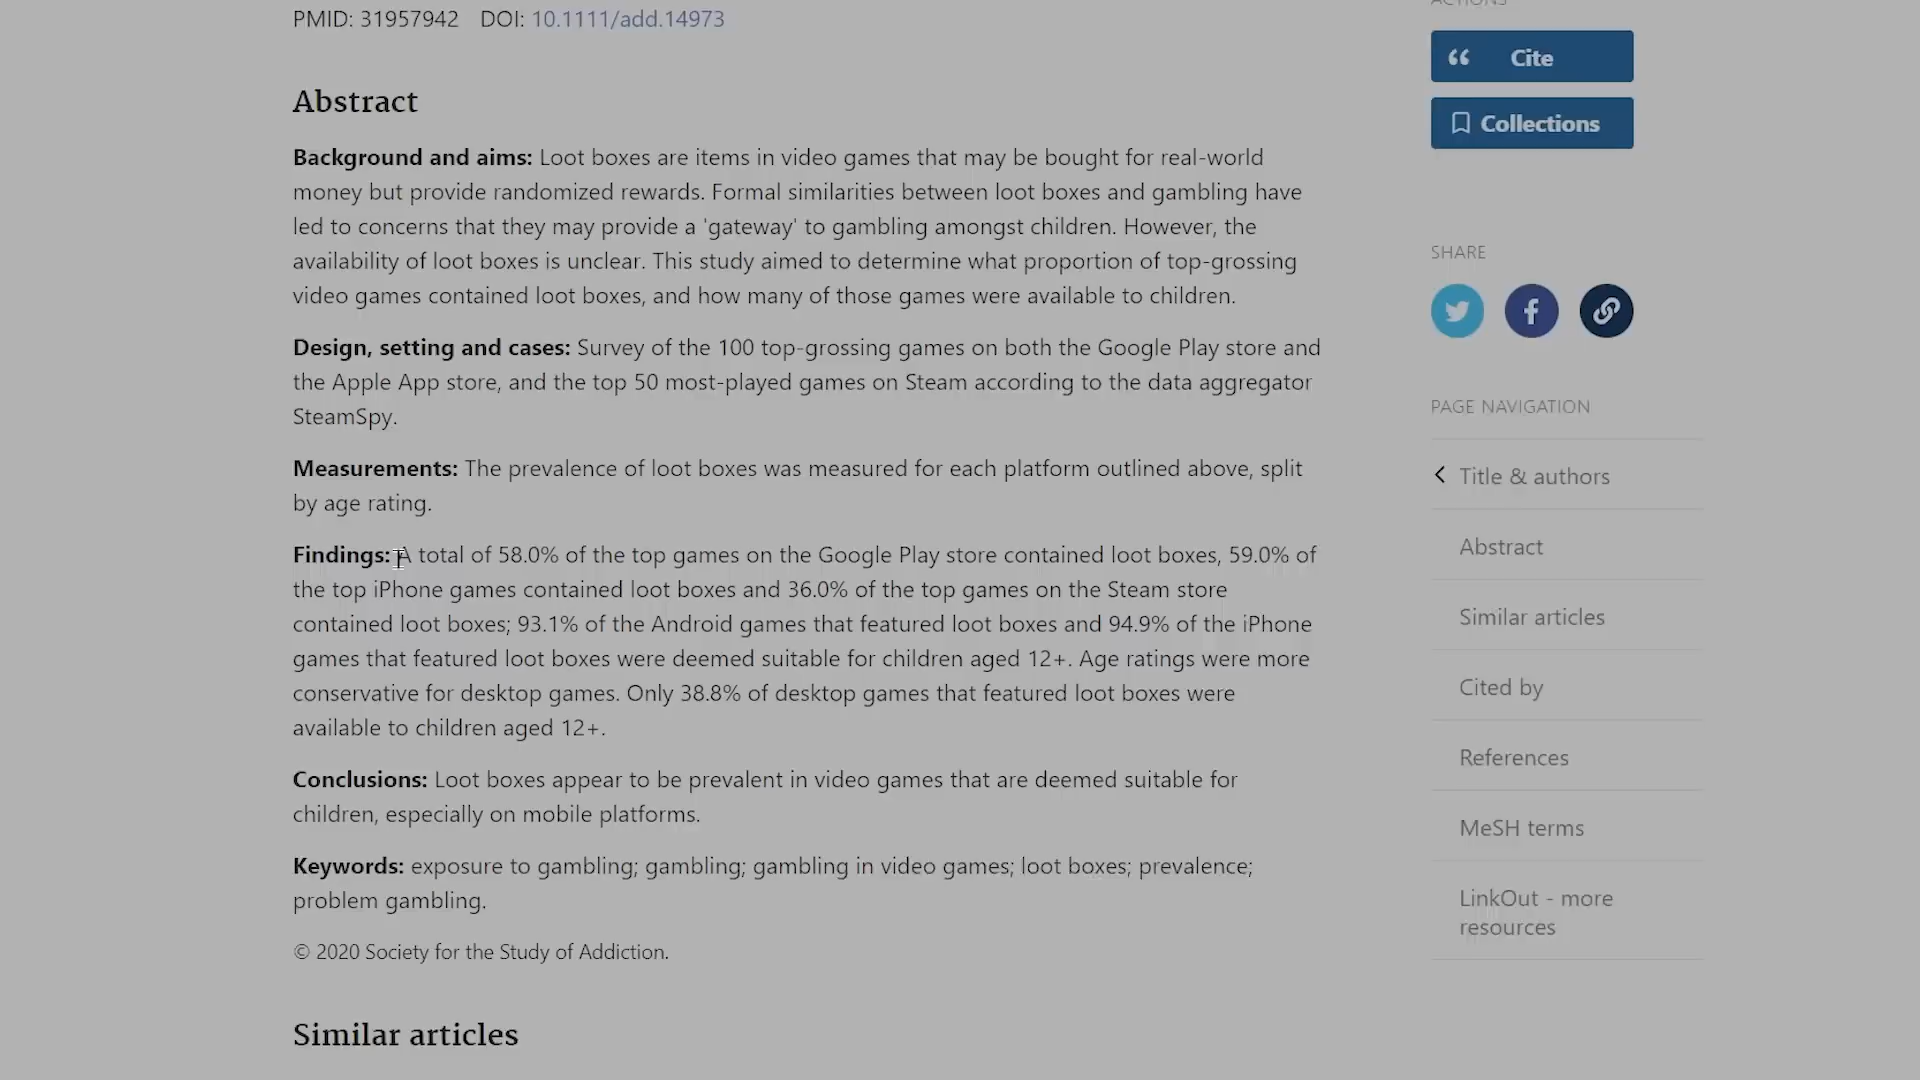 PMID: 31957942 DOI: 10.1111/add.14973
Abstract
Background and aims: Loot boxes are items in video games that may be bought for real-world
money but provide randomized rewards. Formal similarities between loot boxes and gambling have
led to concerns that they may provide a 'gateway' to gambling amongst children. However, the
availability of loot boxes is unclear. This study aimed to determine what proportion of top-grossing
video games contained loot boxes, and how many of those games were available to children.
Design, setting and cases: Survey of the 100 top-grossing games on both the Google Play store and
the Apple App store, and the top 50 most-played games on Steam according to the data aggregator
SteamSpy.
Measurements: The prevalence of loot boxes was measured for each platform outlined above, split
by age rating.
Findings: A total of 58.0% of the top games on the Google Play store contained loot boxes, 59.0% of
the top iPhone games contained loot boxes and 36.0% of the top games on the Steam store
contained loot boxes; 93.1% of the Android games that featured loot boxes and 94.9% of the iPhone
games that featured loot boxes were deemed suitable for children aged 12+. Age ratings were more
conservative for desktop games. Only 38.8% of desktop games that featured loot boxes were
available to children aged 12+.
Conclusions: Loot boxes appear to be prevalent in video games that are deemed suitable for
children, especially on mobile platforms.
Keywords: exposure to gambling; gambling; gambling in video games; loot boxes; prevalence;
problem gambling.
© 2020 Society for the Study of Addiction.
Similar articles
ACTIONS
Cite
Collections
SHARE
PAGE NAVIGATION
Title & authors
Abstract
Similar articles
Cited by
References
MeSH terms
LinkOut - more
resources